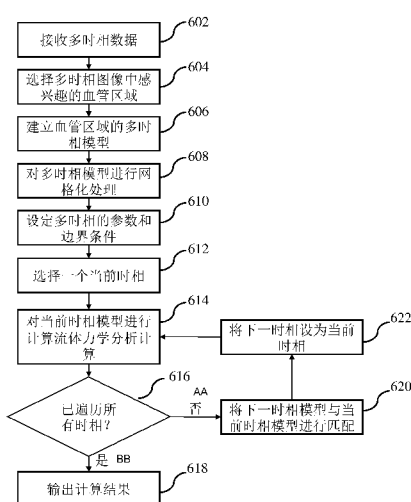 接收多时相数据
602
选择多时相图像中感
兴趣的血管区域
604
建立血管区域的多时
相模型
606
对多时相模型进行网
格化处理
608
设定多时相的参数和
边界条件
610
选择一个当前时相
612
对当前时相模型进行
计算流体力学分析计
算
614
将下一时相设为当前
时相
622
已遍历所
有时相?
616
AA
否
将下一时相模型与当
前时相模型进行匹配
620
是 BB
输出计算结果
618